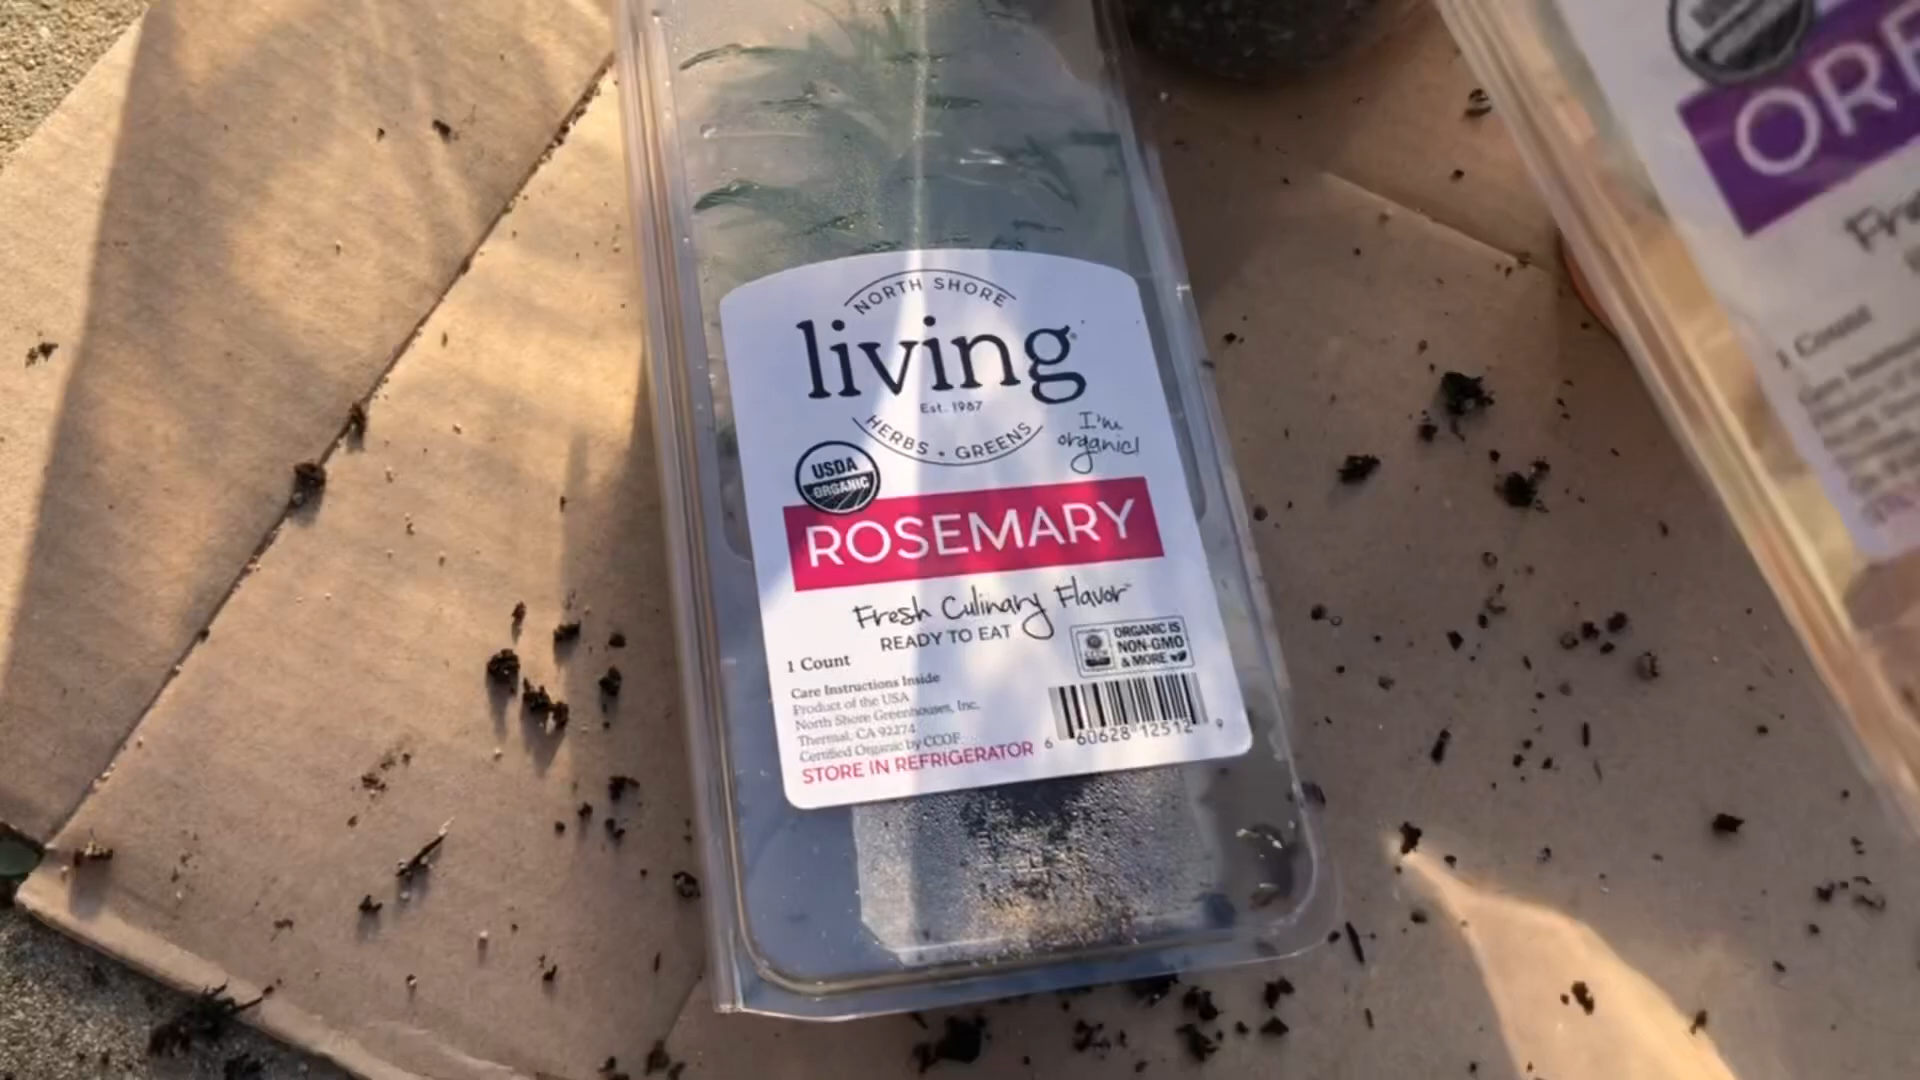 NORTH SHORE
living
Est. 1987
HERBS • GREENS
I'm
organic!
USDA
ORGANIC
ROSEMARY
Fresh Culinary Flavor™
READY TO EAT
ORGANIC IS
NON-GMO
& MORE
1 Count
Care Instructions Inside
Product of the USA
North Shore Greenhouses, Inc.
Thermal, CA 92274
Certified Organic by CCOF
STORE IN REFRIGERATOR
6 60628 12512 9
ORE
1 Count